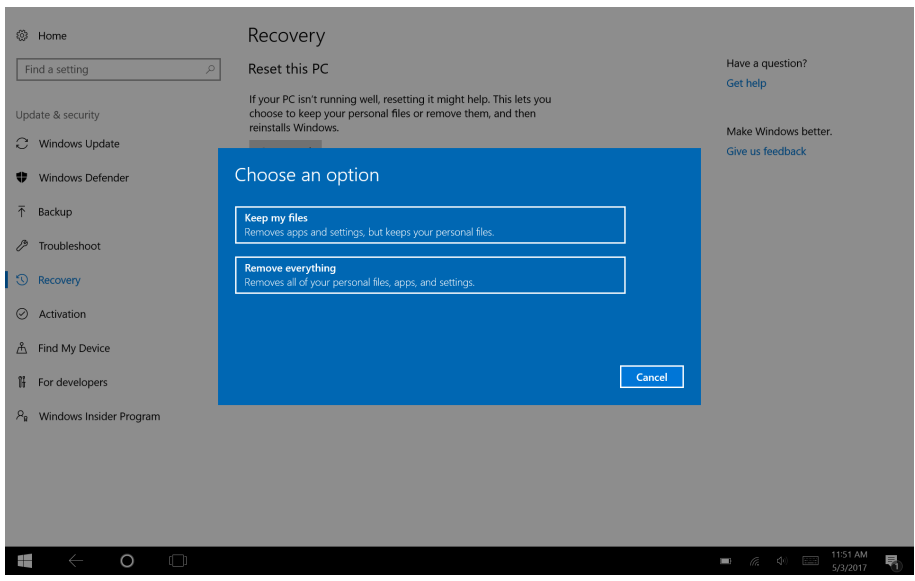 Home
Find a setting
Update & security
Windows Update
Windows Defender
Backup
Troubleshoot
Recovery
Activation
Find My Device
For developers
Windows Insider Program
Recovery
Reset this PC
If your PC isn't running well, resetting it might help. This lets you
choose to keep your personal files or remove them, and then
reinstalls Windows.
Choose an option
Keep my files
Removes apps and settings, but keeps your personal files.
Remove everything
Removes all of your personal files, apps, and settings.
Cancel
Have a question?
Get help
Make Windows better.
Give us feedback
11:51 AM
5/3/2017
1